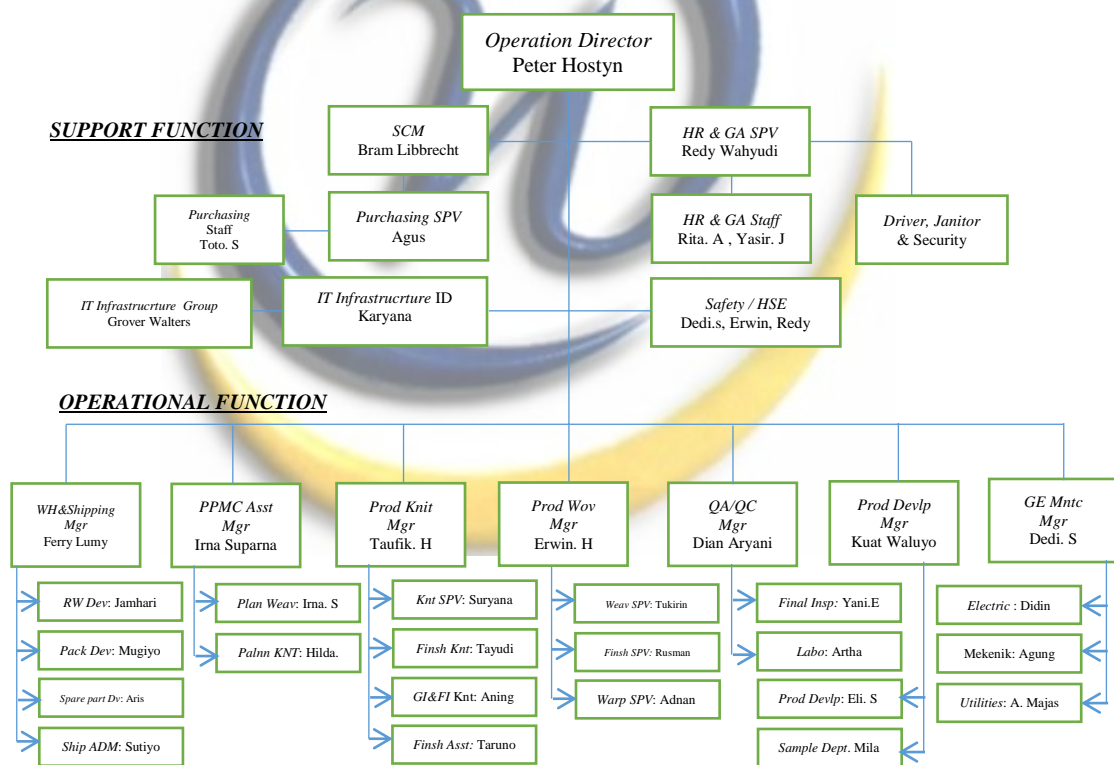 Operation Director
Peter Hostyn
SUPPORT FUNCTION
SCM
Bram Libbrecht
HR & GA SPV
Redy Wahyudi
Purchasing
Staff
Toto. S
Purchasing SPV
Agus
HR & GA Staff
Rita. A , Yasir. J
Driver, Janitor
& Security
IT Infrastrucrture Group
Grover Walters
IT Infrastrucrture ID
Karyana
Safety / HSE
Dedi.s, Erwin, Redy
OPERATIONAL FUNCTION
WH&Shipping
Mgr
Ferry Lumy
PPMC Asst
Mgr
Irna Suparna
Prod Knit
Mgr
Taufik. H
Prod Wov
Mgr
Erwin. H
QA/QC
Mgr
Dian Aryani
Prod Devlp
Mgr
Kuat Waluyo
GE Mntc
Mgr
Dedi. S
RW Dev: Jamhari
Pack Dev: Mugiyo
Spare part Dv: Aris
Ship ADM: Sutiyo
Plan Weav: Irna. S
Palnn KNT: Hilda.
Knt SPV: Suryana
Finsh Knt: Tayudi
GI&FI Knt: Aning
Finsh Asst: Taruno
Weav SPV: Tukirin
Finsh SPV: Rusman
Warp SPV: Adnan
Final Insp: Yani.E
Labo: Artha
Prod Devlp: Eli. S
Sample Dept. Mila
Electric : Didin
Mekenik: Agung
Utilities: A. Majas